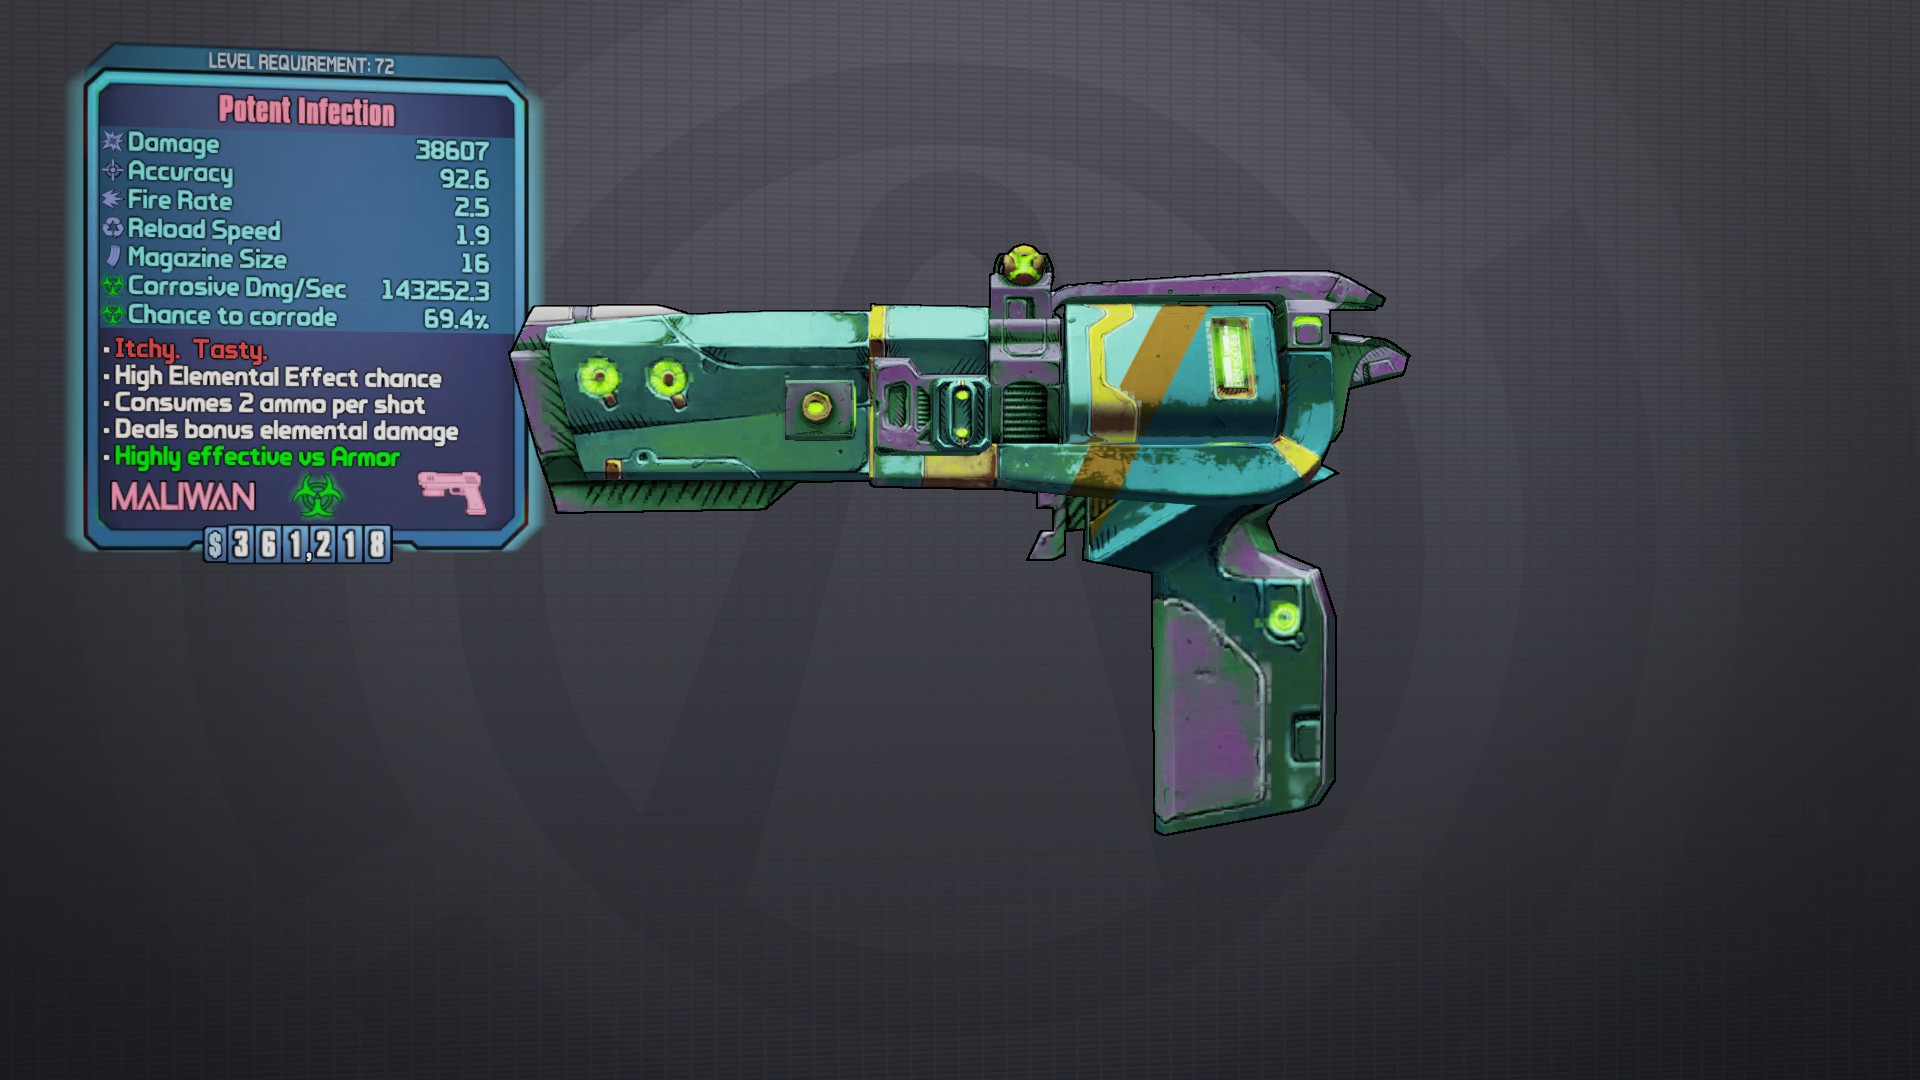 LEVEL REQUIREMENT: 72
Potent Infection
Damage 38607
Accuracy 92.6
Fire Rate 2.5
Reload Speed 1.9
Magazine Size 16
Corrosive Dmg/Sec 143252.3
Chance to corrode 69.4%
• Itchy. Tasty.
• High Elemental Effect chance
• Consumes 2 ammo per shot
• Deals bonus elemental damage
• Highly effective vs Armor
MALIWAN
$361,218